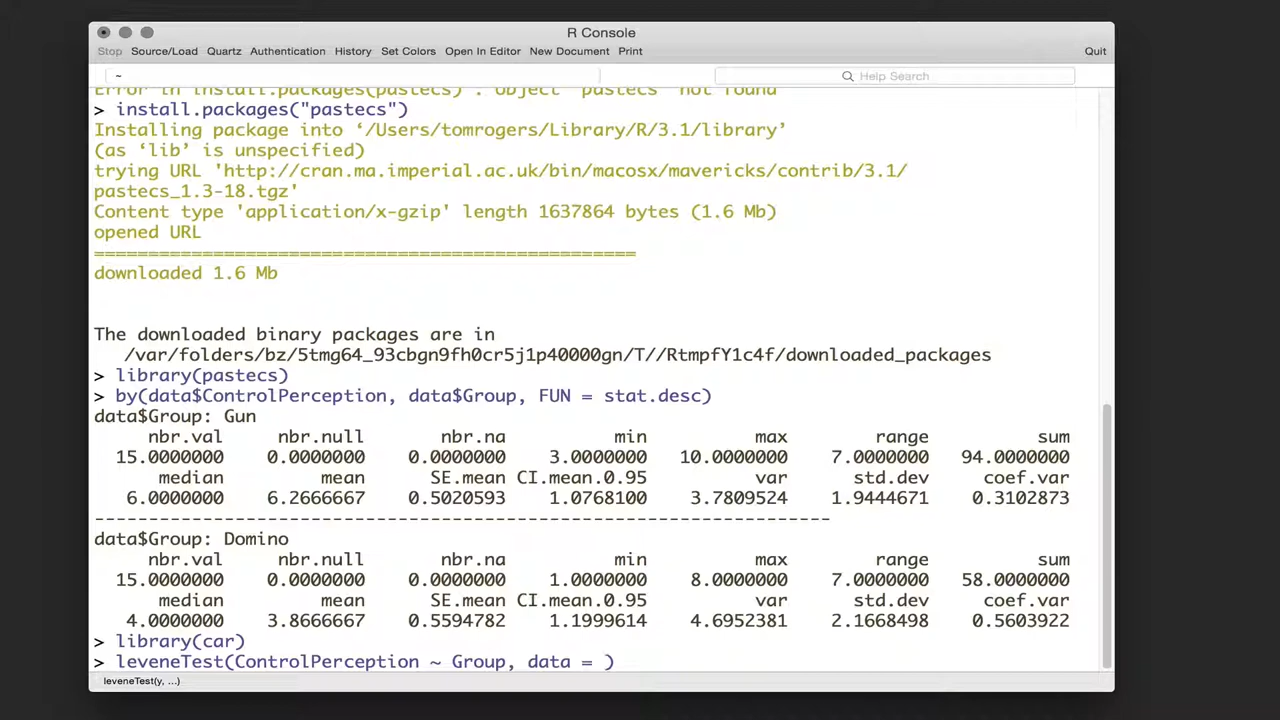 R Console
Stop Source/Load Quartz Authentication History Set Colors Open In Editor New Document Print Quit
~ Help Search
Error in install.packages(pastecs) : object 'pastecs' not found
> install.packages("pastecs")
Installing package into ‘/Users/tomrogers/Library/R/3.1/library’
(as ‘lib’ is unspecified)
trying URL 'http://cran.ma.imperial.ac.uk/bin/macosx/mavericks/contrib/3.1/
pastecs_1.3-18.tgz'
Content type 'application/x-gzip' length 1637864 bytes (1.6 Mb)
opened URL
==================================================
downloaded 1.6 Mb
The downloaded binary packages are in
/var/folders/bz/5tmg64_93cbgn9fh0cr5j1p40000gn/T//RtmpfY1c4f/downloaded_packages
> library(pastecs)
> by(data$ControlPerception, data$Group, FUN = stat.desc)
data$Group: Gun
nbr.val nbr.null nbr.na min max range sum
15.0000000 0.0000000 0.0000000 3.0000000 10.0000000 7.0000000 94.0000000
median mean SE.mean CI.mean.0.95 var std.dev coef.var
6.0000000 6.2666667 0.5020593 1.0768100 3.7809524 1.9444671 0.3102873
--------------------------------------------------------------------
data$Group: Domino
nbr.val nbr.null nbr.na min max range sum
15.0000000 0.0000000 0.0000000 1.0000000 8.0000000 7.0000000 58.0000000
median mean SE.mean CI.mean.0.95 var std.dev coef.var
4.0000000 3.8666667 0.5594782 1.1999614 4.6952381 2.1668498 0.5603922
> library(car)
> leveneTest(ControlPerception ~ Group, data = )
leveneTest(y, ...)